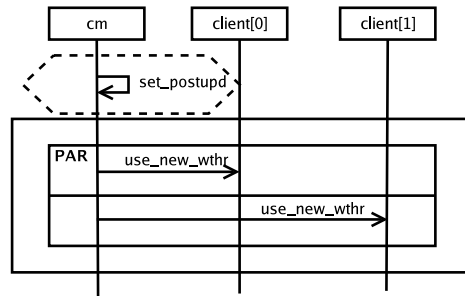 cm client[0] client[1]
set_postupd
PAR
use_new_wthr
use_new_wthr